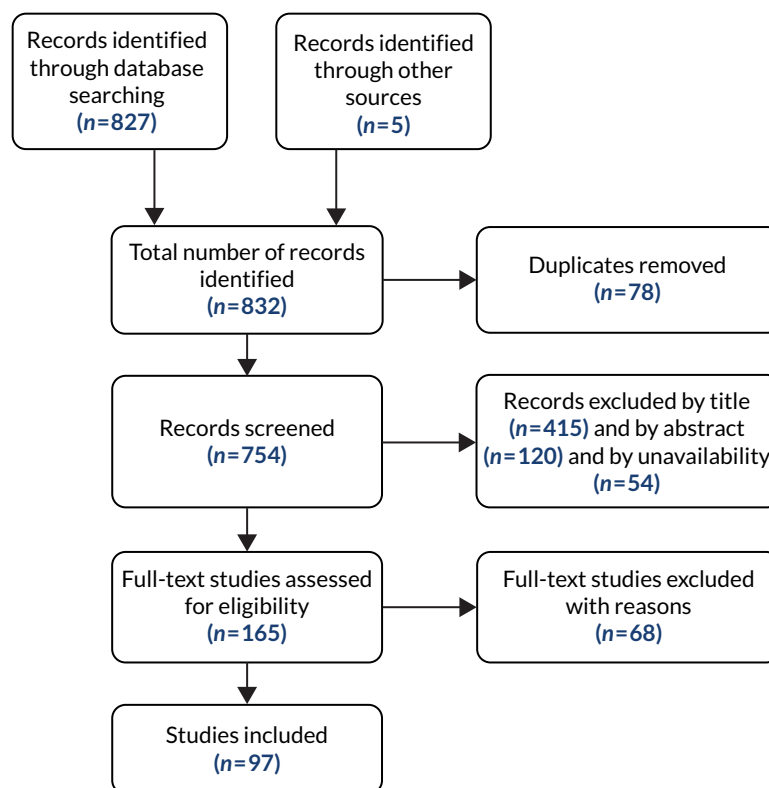 Records identified
through database
searching
(n=827)
Records identified
through other
sources
(n=5)
Total number of records
identified
(n=832)
Duplicates removed
(n=78)
Records screened
(n=754)
Records excluded by title
(n=415) and by abstract
(n=120) and by unavailability
(n=54)
Full-text studies assessed
for eligibility
(n=165)
Full-text studies excluded
with reasons
(n=68)
Studies included
(n=97)